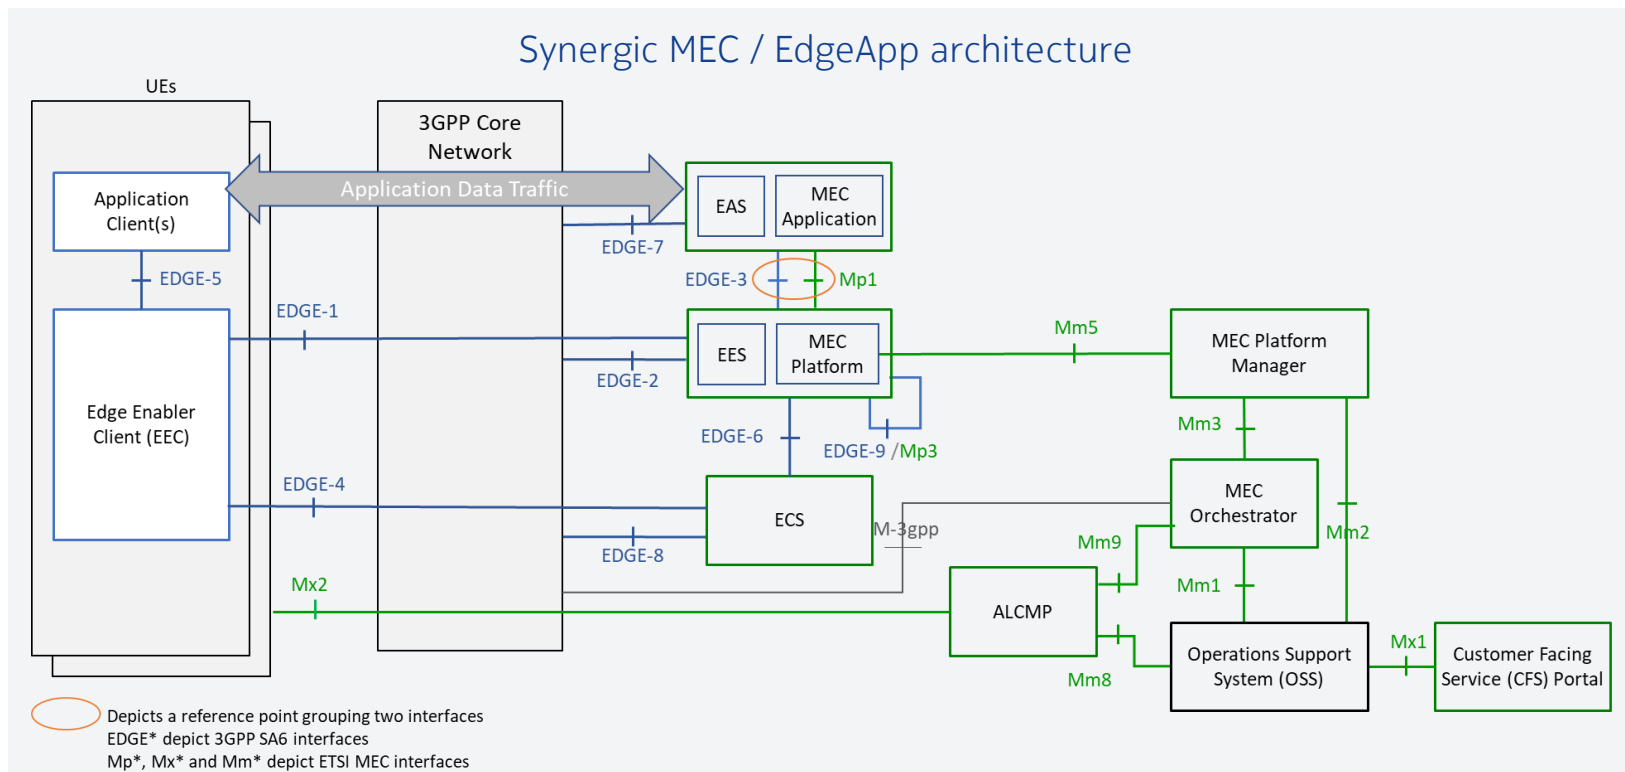 Synergic MEC / EdgeApp architecture
UEs
3GPP Core
Network
Application Data Traffic
Application
Client(s)
EAS
MEC
Application
EDGE-7
EDGE-5
EDGE-3
Mp1
EDGE-1
EDGE-2
EES
MEC
Platform
Mm5
MEC Platform
Manager
Edge Enabler
Client (EEC)
EDGE-6
EDGE-9 /Mp3
Mm3
EDGE-4
ECS
M-3gpp
MEC
Orchestrator
Mm2
EDGE-8
Mm9
Mx2
Mm1
ALCMP
Mm8
Operations Support
System (OSS)
Mx1
Customer Facing
Service (CFS) Portal
Depicts a reference point grouping two interfaces
EDGE* depict 3GPP SA6 interfaces
Mp*, Mx* and Mm* depict ETSI MEC interfaces